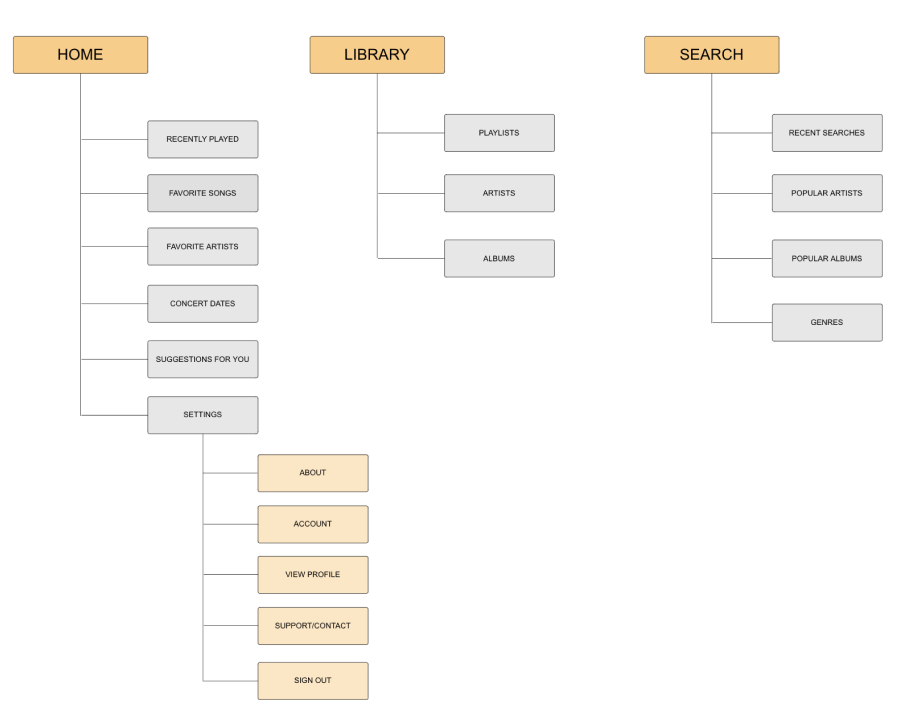 HOME
RECENTLY PLAYED
FAVORITE SONGS
FAVORITE ARTISTS
CONCERT DATES
SUGGESTIONS FOR YOU
SETTINGS
ABOUT
ACCOUNT
VIEW PROFILE
SUPPORT/CONTACT
SIGN OUT
LIBRARY
PLAYLISTS
ARTISTS
ALBUMS
SEARCH
RECENT SEARCHES
POPULAR ARTISTS
POPULAR ALBUMS
GENRES